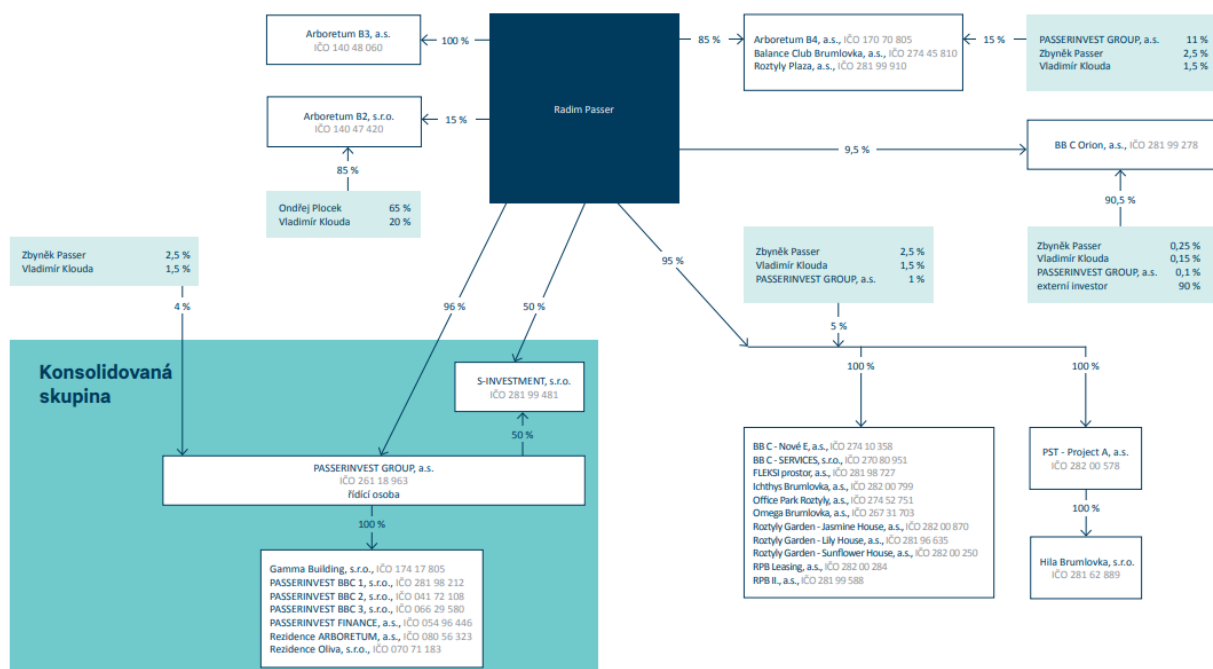 Arboretum B3, a.s.
IČO 140 48 060
100 %
Radim Passer
85 %
Arboretum B4, a.s., IČO 170 70 805
Balance Club Brumlovka, a.s., IČO 274 45 810
Roztyly Plaza, a.s., IČO 281 99 910
15 %
PASSERINVEST GROUP, a.s. 11 %
Zbyněk Passer 2,5 %
Vladimír Klouda 1,5 %
Arboretum B2, s.r.o.
IČO 140 47 420
15 %
9,5 %
BB C Orion, a.s., IČO 281 99 278
85 %
90,5 %
Ondřej Plocek 65 %
Vladimír Klouda 20 %
Zbyněk Passer 2,5 %
Vladimír Klouda 1,5 %
Zbyněk Passer 2,5 %
Vladimír Klouda 1,5 %
PASSERINVEST GROUP, a.s. 1 %
Zbyněk Passer 0,25 %
Vladimír Klouda 0,15 %
PASSERINVEST GROUP, a.s. 0,1 %
externí investor 90 %
4 %
96 %
50 %
95 %
5 %
Konsolidovaná
skupina
S-INVESTMENT, s.r.o.
IČO 281 99 481
100 %
100 %
50 %
PASSERINVEST GROUP, a.s.
IČO 261 18 963
řídící osoba
100 %
BB C - Nové E, a.s., IČO 274 10 358
BB C - SERVICES, s.r.o., IČO 270 80 951
FLEKSI prostor, a.s., IČO 281 98 727
Ichthys Brumlovka, a.s., IČO 282 00 799
Office Park Roztyly, a.s., IČO 274 52 751
Omega Brumlovka, a.s., IČO 267 31 703
Roztyly Garden - Jasmine House, a.s., IČO 282 00 870
Roztyly Garden - Lily House, a.s., IČO 281 96 635
Roztyly Garden - Sunflower House, a.s., IČO 282 00 250
RPB Leasing, a.s., IČO 282 00 284
RPB II., a.s., IČO 281 99 588
PST - Project A, a.s.
IČO 282 00 578
100 %
Hila Brumlovka, s.r.o.
IČO 281 62 889
Gamma Building, s.r.o., IČO 174 17 805
PASSERINVEST BBC 1, s.r.o., IČO 281 98 212
PASSERINVEST BBC 2, s.r.o., IČO 041 72 108
PASSERINVEST BBC 3, s.r.o., IČO 066 29 580
PASSERINVEST FINANCE, a.s., IČO 054 96 446
Rezidence ARBORETUM, a.s., IČO 080 56 323
Rezidence Oliva, s.r.o., IČO 070 71 183